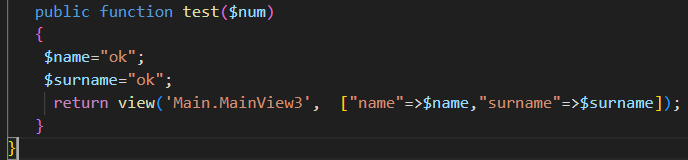 public function test($num)
{
$name="ok";
$surname="ok";
return view('Main.MainView3',  ["name"=>$name,"surname"=>$surname]);
}
}